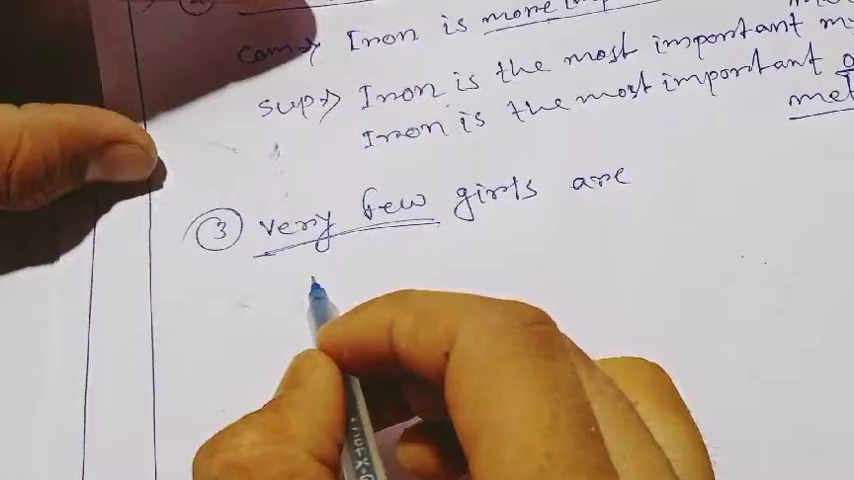 ②
com→ Iron is more
sup→ Iron is the most important
Iron is the most important
met
③ Very few girls are